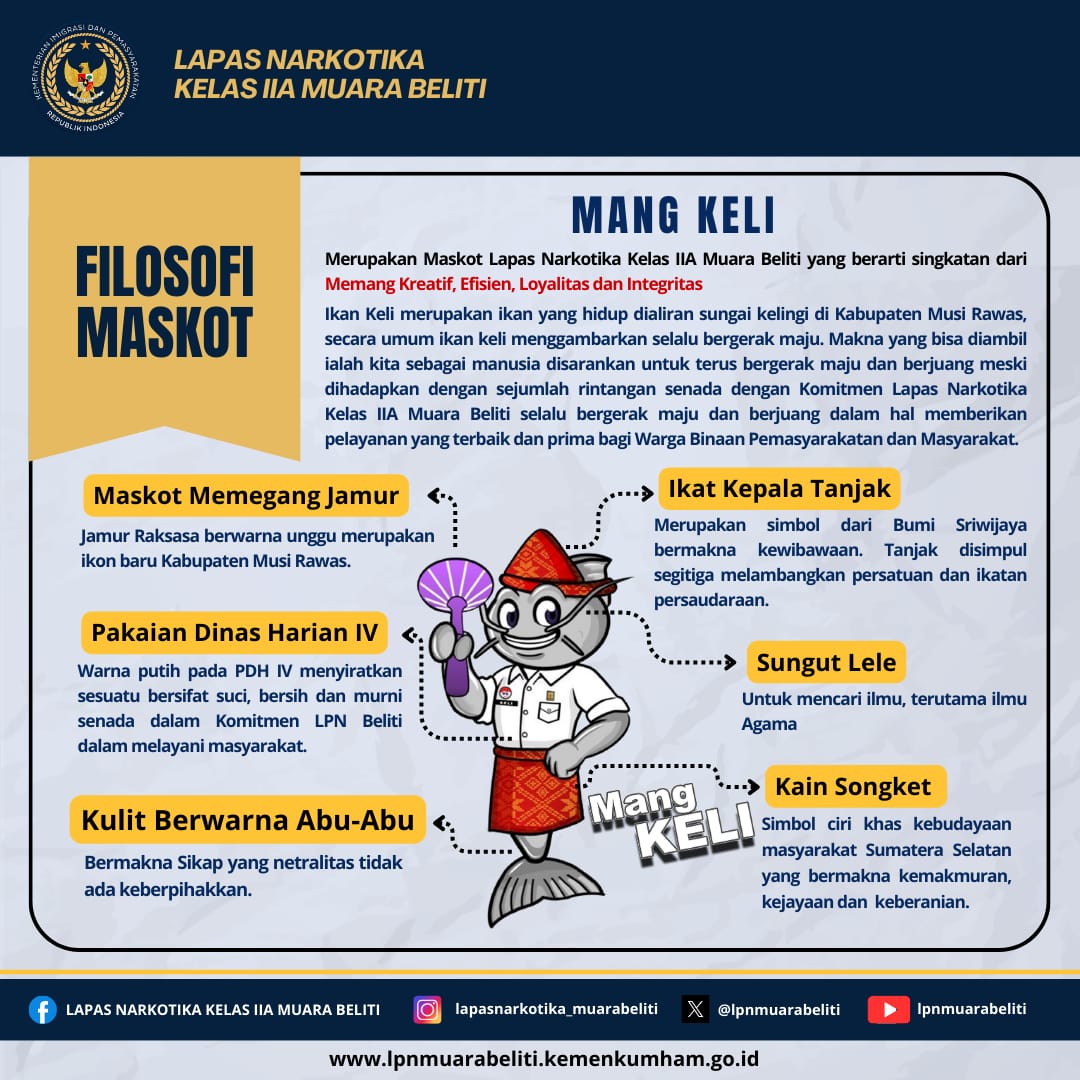 KEMENTERIAN IMIGRASI DAN PEMASYARAKATAN
REPUBLIK INDONESIA
LAPAS NARKOTIKA
KELAS IIA MUARA BELITI
FILOSOFI
MASKOT
MANG KELI
Merupakan Maskot Lapas Narkotika Kelas IIA Muara Beliti yang berarti singkatan dari
Memang Kreatif, Efisien, Loyalitas dan Integritas
Ikan Keli merupakan ikan yang hidup dialiran sungai kelingi di Kabupaten Musi Rawas,
secara umum ikan keli menggambarkan selalu bergerak maju. Makna yang bisa diambil
ialah kita sebagai manusia disarankan untuk terus bergerak maju dan berjuang meski
dihadapkan dengan sejumlah rintangan senada dengan Komitmen Lapas Narkotika
Kelas IIA Muara Beliti selalu bergerak maju dan berjuang dalam hal memberikan
pelayanan yang terbaik dan prima bagi Warga Binaan Pemasyarakatan dan Masyarakat.
Maskot Memegang Jamur
Jamur Raksasa berwarna unggu merupakan
ikon baru Kabupaten Musi Rawas.
Pakaian Dinas Harian IV
Warna putih pada PDH IV menyiratkan
sesuatu bersifat suci, bersih dan murni
senada dalam Komitmen LPN Beliti
dalam melayani masyarakat.
Kulit Berwarna Abu-Abu
Bermakna Sikap yang netralitas tidak
ada keberpihakkan.
Ikat Kepala Tanjak
Merupakan simbol dari Bumi Sriwijaya
bermakna kewibawaan. Tanjak disimpul
segitiga melambangkan persatuan dan ikatan
persaudaraan.
Sungut Lele
Untuk mencari ilmu, terutama ilmu
Agama
Kain Songket
Simbol ciri khas kebudayaan
masyarakat Sumatera Selatan
yang bermakna kemakmuran,
kejayaan dan keberanian.
KELI
Mang
KELI
LAPAS NARKOTIKA KELAS IIA MUARA BELITI
lapasnarkotika_muarabeliti
@lpnmuarabeliti
lpnmuarabeliti
www.lpnmuarabeliti.kemenkumham.go.id